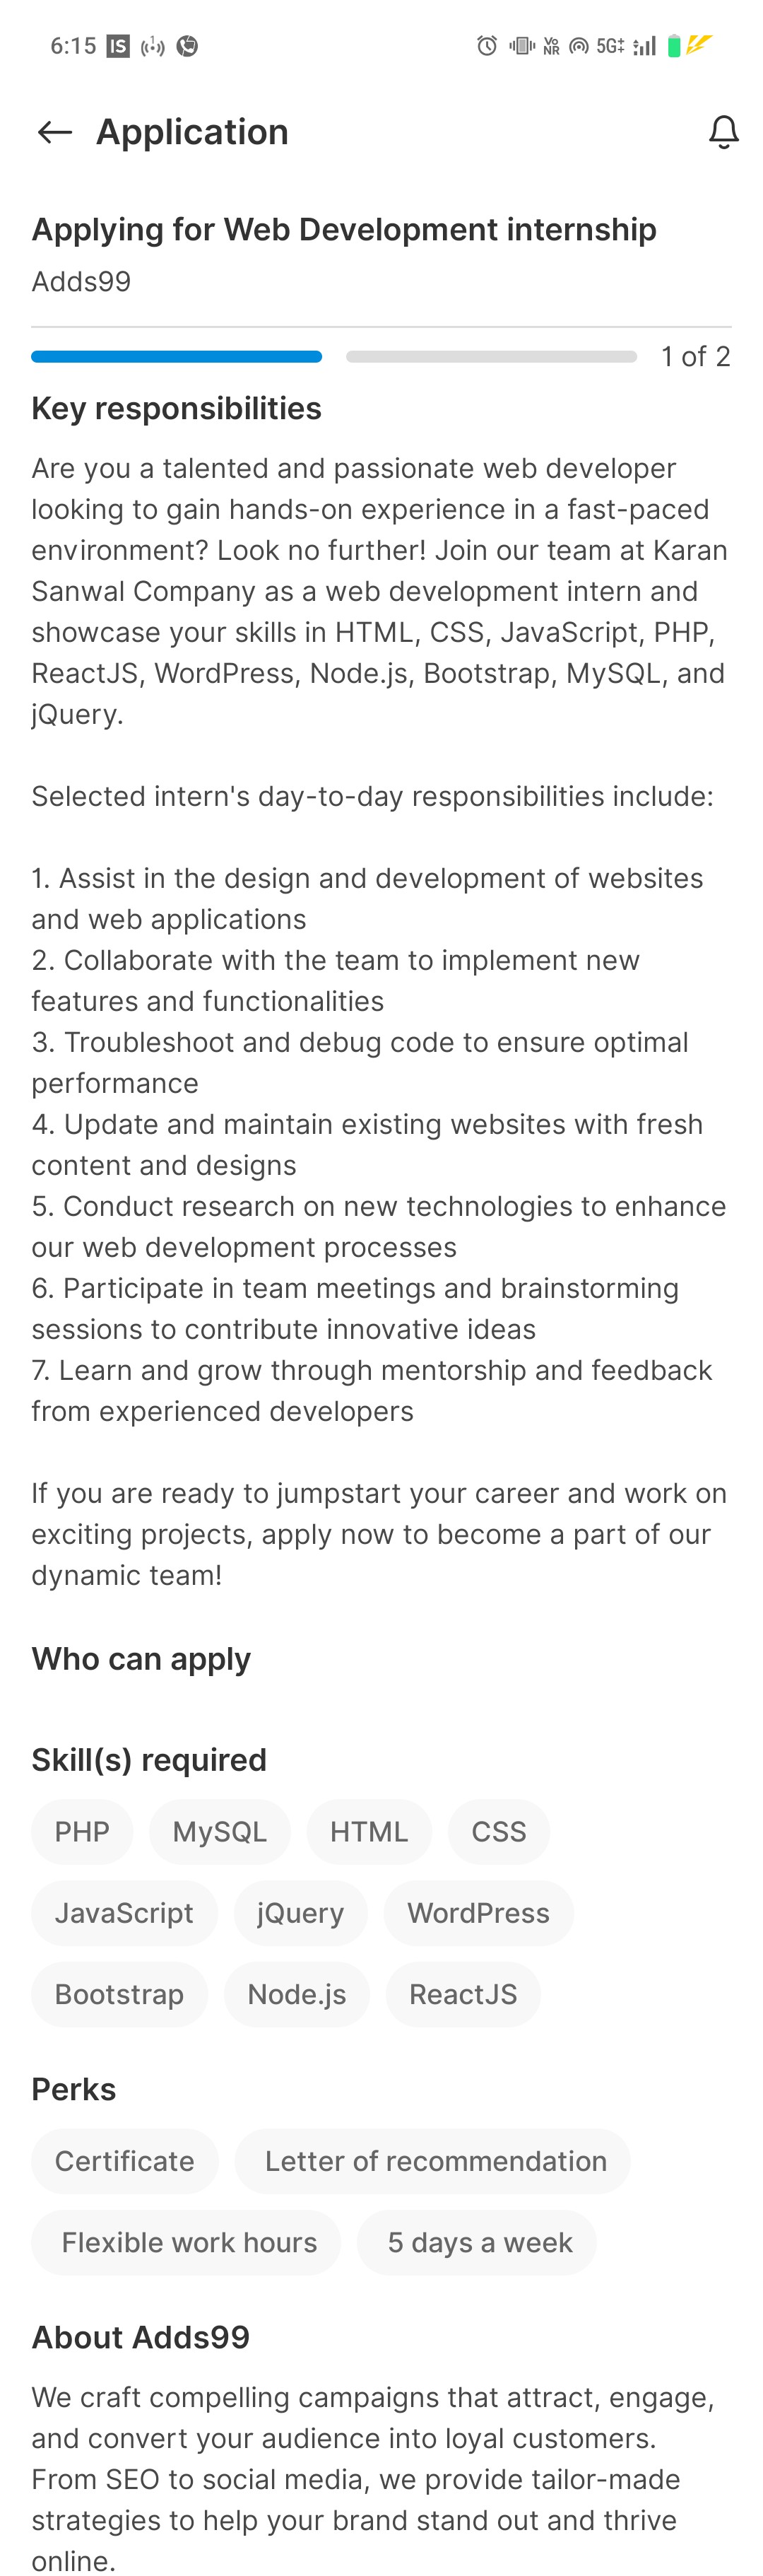 6:15 IS 1 Vo NR 5G
Application
Applying for Web Development internship
Adds99
1 of 2
Key responsibilities
Are you a talented and passionate web developer
looking to gain hands-on experience in a fast-paced
environment? Look no further! Join our team at Karan
Sanwal Company as a web development intern and
showcase your skills in HTML, CSS, JavaScript, PHP,
ReactJS, WordPress, Node.js, Bootstrap, MySQL, and
jQuery.
Selected intern's day-to-day responsibilities include:
1. Assist in the design and development of websites
and web applications
2. Collaborate with the team to implement new
features and functionalities
3. Troubleshoot and debug code to ensure optimal
performance
4. Update and maintain existing websites with fresh
content and designs
5. Conduct research on new technologies to enhance
our web development processes
6. Participate in team meetings and brainstorming
sessions to contribute innovative ideas
7. Learn and grow through mentorship and feedback
from experienced developers
If you are ready to jumpstart your career and work on
exciting projects, apply now to become a part of our
dynamic team!
Who can apply
Skill(s) required
PHP MySQL HTML CSS
JavaScript jQuery WordPress
Bootstrap Node.js ReactJS
Perks
Certificate Letter of recommendation
Flexible work hours 5 days a week
About Adds99
We craft compelling campaigns that attract, engage,
and convert your audience into loyal customers.
From SEO to social media, we provide tailor-made
strategies to help your brand stand out and thrive
online.